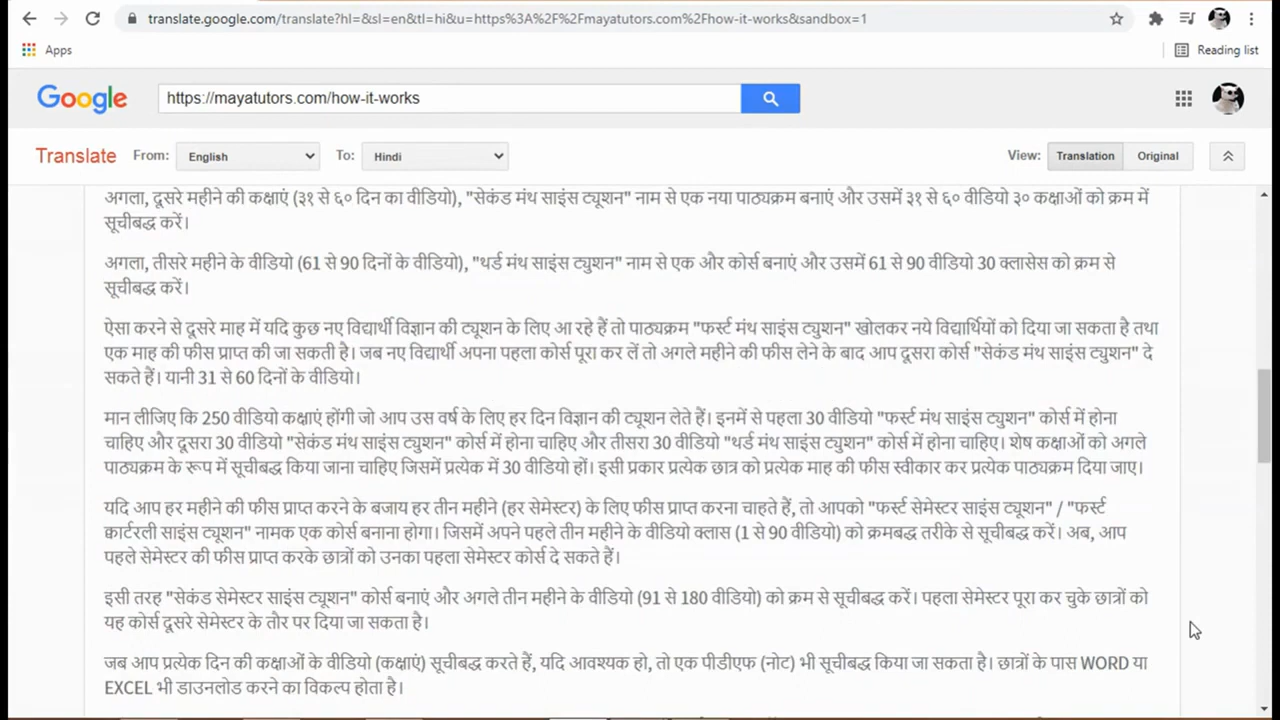 translate.google.com/translate?hl=&sl=en&tl=hi&u=https%3A%2F%2Fmayatutors.com%2Fhow-it-works&sandbox=1
Apps
Reading list
Google
https://mayatutors.com/how-it-works
Translate From: English To: Hindi View: Translation Original
अगला, दूसरे महीने की कक्षाएं (३१ से ६० दिन का वीडियो), "सेकंड मंथ साइंस ट्यूशन" नाम से एक नया पाठ्यक्रम बनाएं और उसमें ३१ से ६० वीडियो ३० कक्षाओं को क्रम में
सूचीबद्ध करें।
अगला, तीसरे महीने के वीडियो (61 से 90 दिनों के वीडियो), "थर्ड मंथ साइंस ट्युशन" नाम से एक और कोर्स बनाएं और उसमें 61 से 90 वीडियो 30 क्लासेस को क्रम से
सूचीबद्ध करें।
ऐसा करने से दूसरे माह में यदि कुछ नए विद्यार्थी विज्ञान की ट्यूशन के लिए आ रहे हैं तो पाठ्यक्रम "फर्स्ट मंथ साइंस ट्युशन" खोलकर नये विद्यार्थियों को दिया जा सकता है तथा
एक माह की फीस प्राप्त की जा सकती है। जब नए विद्यार्थी अपना पहला कोर्स पूरा कर लें तो अगले महीने की फीस लेने के बाद आप दूसरा कोर्स "सेकंड मंथ साइंस ट्युशन" दे
सकते हैं। यानी 31 से 60 दिनों के वीडियो।
मान लीजिए कि 250 वीडियो कक्षाएं होंगी जो आप उस वर्ष के लिए हर दिन विज्ञान की ट्यूशन लेते हैं। इनमें से पहला 30 वीडियो "फर्स्ट मंथ साइंस ट्युशन" कोर्स में होना
चाहिए और दूसरा 30 वीडियो "सेकंड मंथ साइंस ट्युशन" कोर्स में होना चाहिए और तीसरा 30 वीडियो "थर्ड मंथ साइंस ट्युशन" कोर्स में होना चाहिए। शेष कक्षाओं को अगले
पाठ्यक्रम के रूप में सूचीबद्ध किया जाना चाहिए जिसमें प्रत्येक में 30 वीडियो हों। इसी प्रकार प्रत्येक छात्र को प्रत्येक माह की फीस स्वीकार कर प्रत्येक पाठ्यक्रम दिया जाए।
यदि आप हर महीने की फीस प्राप्त करने के बजाय हर तीन महीने (हर सेमेस्टर) के लिए फीस प्राप्त करना चाहते हैं, तो आपको "फर्स्ट सेमेस्टर साइंस ट्यूशन" / "फर्स्ट
क्वार्टरली साइंस ट्यूशन" नामक एक कोर्स बनाना होगा। जिसमें अपने पहले तीन महीने के वीडियो क्लास (1 से 90 वीडियो) को क्रमबद्ध तरीके से सूचीबद्ध करें। अब, आप
पहले सेमेस्टर की फीस प्राप्त करके छात्रों को उनका पहला सेमेस्टर कोर्स दे सकते हैं।
इसी तरह "सेकंड सेमेस्टर साइंस ट्यूशन" कोर्स बनाएं और अगले तीन महीने के वीडियो (91 से 180 वीडियो) को क्रम से सूचीबद्ध करें। पहला सेमेस्टर पूरा कर चुके छात्रों को
यह कोर्स दूसरे सेमेस्टर के तौर पर दिया जा सकता है।
जब आप प्रत्येक दिन की कक्षाओं के वीडियो (कक्षाएं) सूचीबद्ध करते हैं, यदि आवश्यक हो, तो एक पीडीएफ (नोट) भी सूचीबद्ध किया जा सकता है। छात्रों के पास WORD या
EXCEL भी डाउनलोड करने का विकल्प होता है।